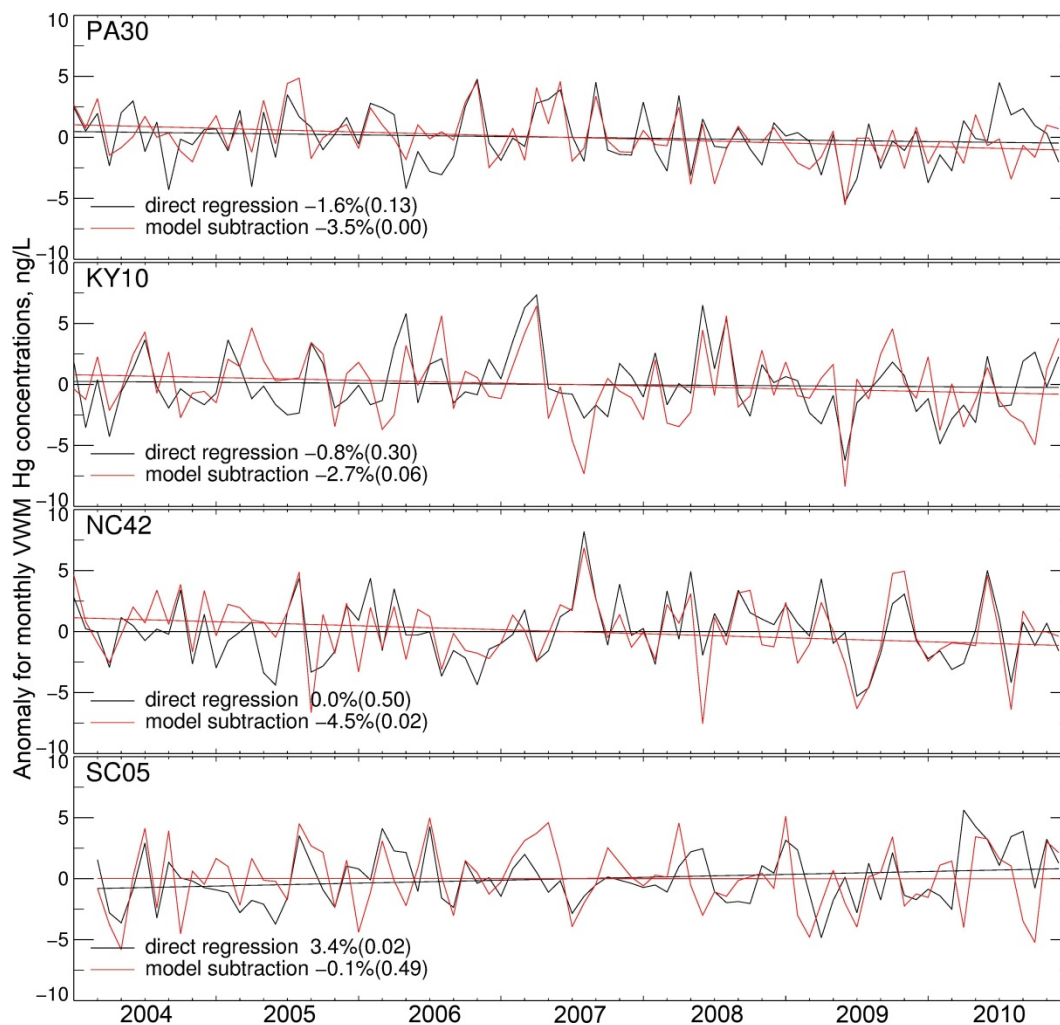 Anomaly for monthly VWM Hg concentrations, ng/L
10
PA30
5
0
−5
direct regression −1.6%(0.13)
model subtraction −3.5%(0.00)
−10
10
KY10
5
0
−5
direct regression −0.8%(0.30)
model subtraction −2.7%(0.06)
−10
10
NC42
5
0
−5
direct regression 0.0%(0.50)
model subtraction −4.5%(0.02)
−10
10
SC05
5
0
−5
direct regression 3.4%(0.02)
model subtraction −0.1%(0.49)
−10
2004 2005 2006 2007 2008 2009 2010